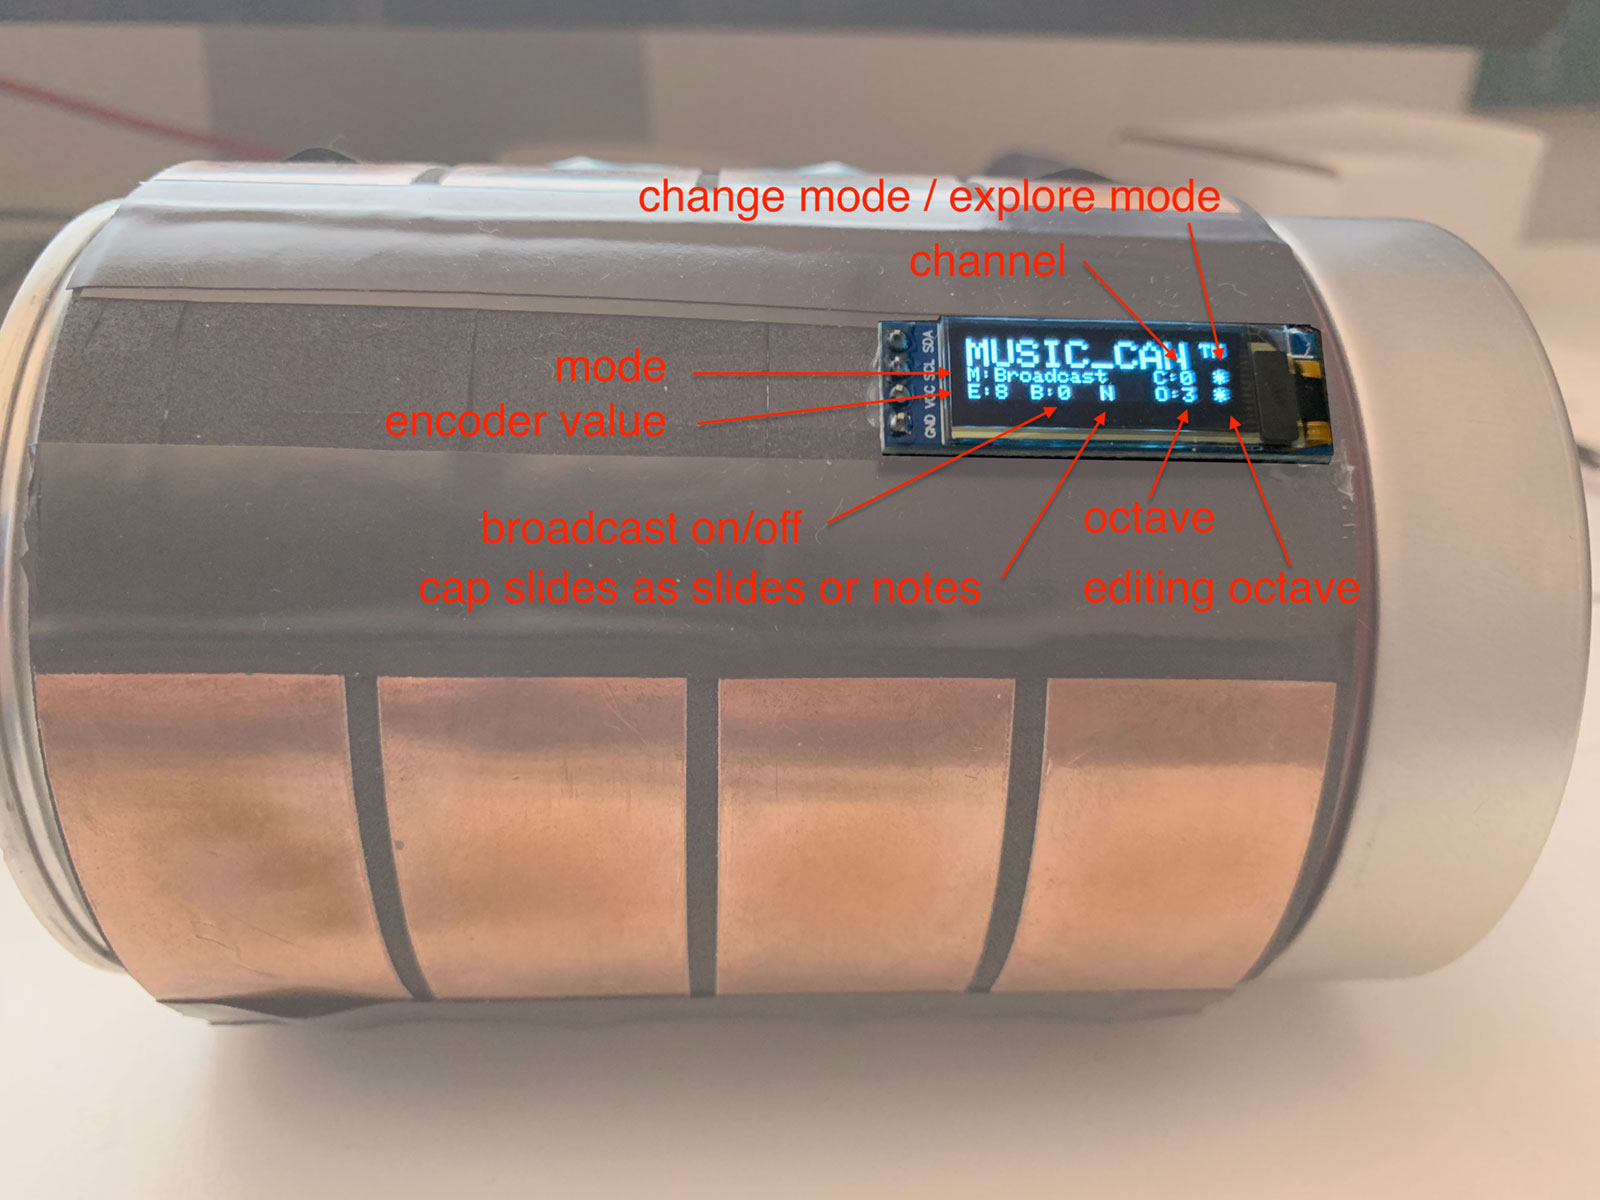 change mode / explore mode
channel
mode
encoder value
MUSIC_CAN TM
M:Broadcast C:0 *
E:8 B:0 N O:3 *
GND VCC SCL SDA
broadcast on/off
octave
cap slides as slides or notes
editing octave